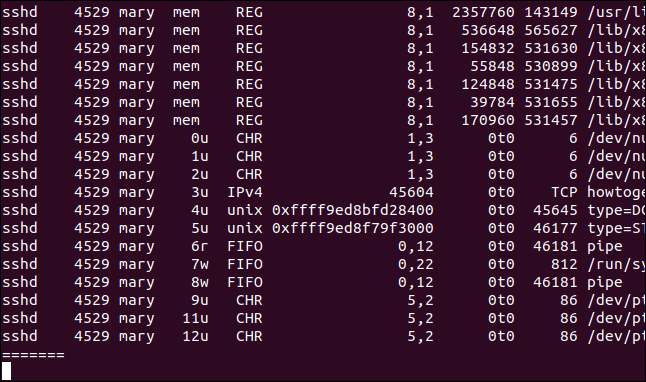 sshd 4529 mary mem REG 8,1 2357760 143149 /usr/li
sshd 4529 mary mem REG 8,1 536648 565627 /lib/x8
sshd 4529 mary mem REG 8,1 154832 531630 /lib/x8
sshd 4529 mary mem REG 8,1 55848 530899 /lib/x8
sshd 4529 mary mem REG 8,1 124848 531475 /lib/x8
sshd 4529 mary mem REG 8,1 39784 531655 /lib/x8
sshd 4529 mary mem REG 8,1 170960 531457 /lib/x8
sshd 4529 mary 0u CHR 1,3 0t0 6 /dev/nu
sshd 4529 mary 1u CHR 1,3 0t0 6 /dev/nu
sshd 4529 mary 2u CHR 1,3 0t0 6 /dev/nu
sshd 4529 mary 3u IPv4 45604 0t0 TCP howtoge
sshd 4529 mary 4u unix 0xffff9ed8bfd28400 0t0 45645 type=DG
sshd 4529 mary 5u unix 0xffff9ed8f79f3000 0t0 46177 type=ST
sshd 4529 mary 6r FIFO 0,12 0t0 46181 pipe
sshd 4529 mary 7w FIFO 0,22 0t0 812 /run/sy
sshd 4529 mary 8w FIFO 0,12 0t0 46181 pipe
sshd 4529 mary 9u CHR 5,2 0t0 86 /dev/pt
sshd 4529 mary 11u CHR 5,2 0t0 86 /dev/pt
sshd 4529 mary 12u CHR 5,2 0t0 86 /dev/pt
=======